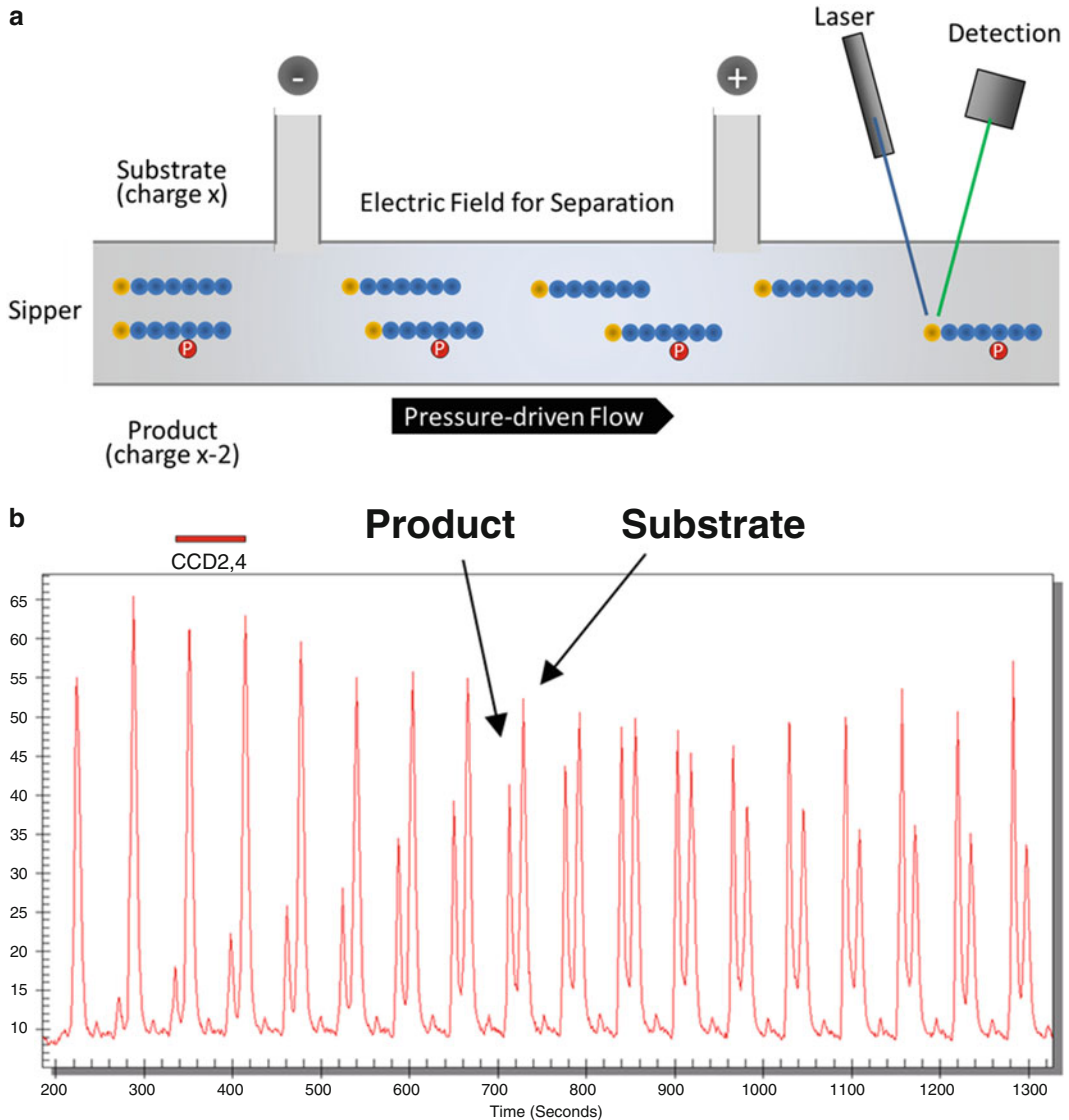 a
Laser
Detection
-
+
Substrate
(charge x)
Electric Field for Separation
Sipper
P
P
P
P
Pressure-driven Flow
Product
(charge x-2)
b
Product
Substrate
CCD2,4
65
60
55
50
45
40
35
30
25
20
15
10
200 300 400 500 600 700 800 900 1000 1100 1200 1300
Time (Seconds)